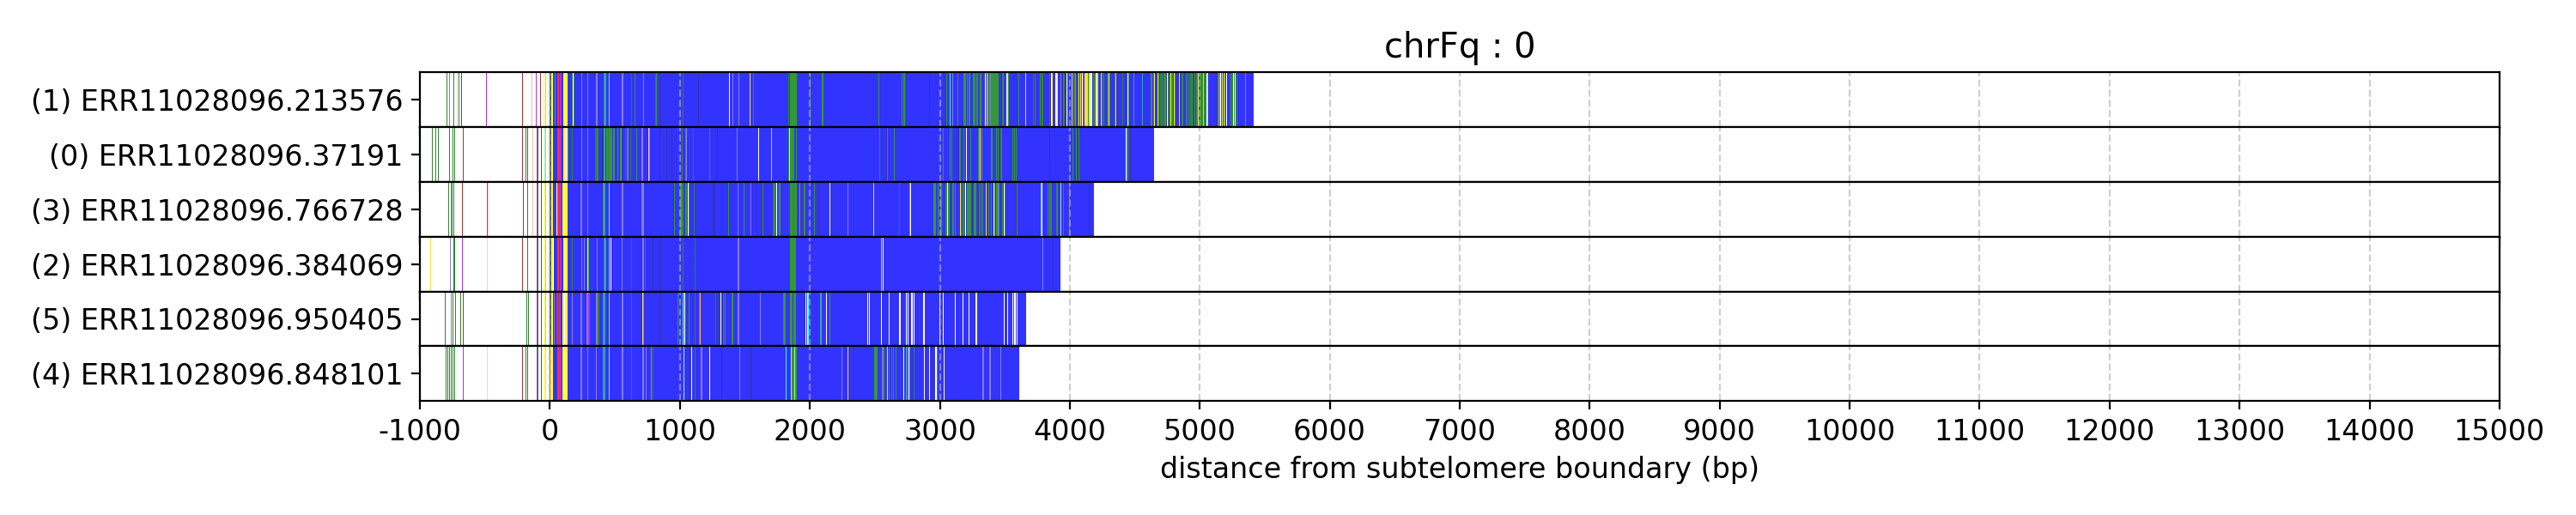 chrFq : 0
(1) ERR11028096.213576
(0) ERR11028096.37191
(3) ERR11028096.766728
(2) ERR11028096.384069
(5) ERR11028096.950405
(4) ERR11028096.848101
-1000 0 1000 2000 3000 4000 5000 6000 7000 8000 9000 10000 11000 12000 13000 14000 15000
distance from subtelomere boundary (bp)